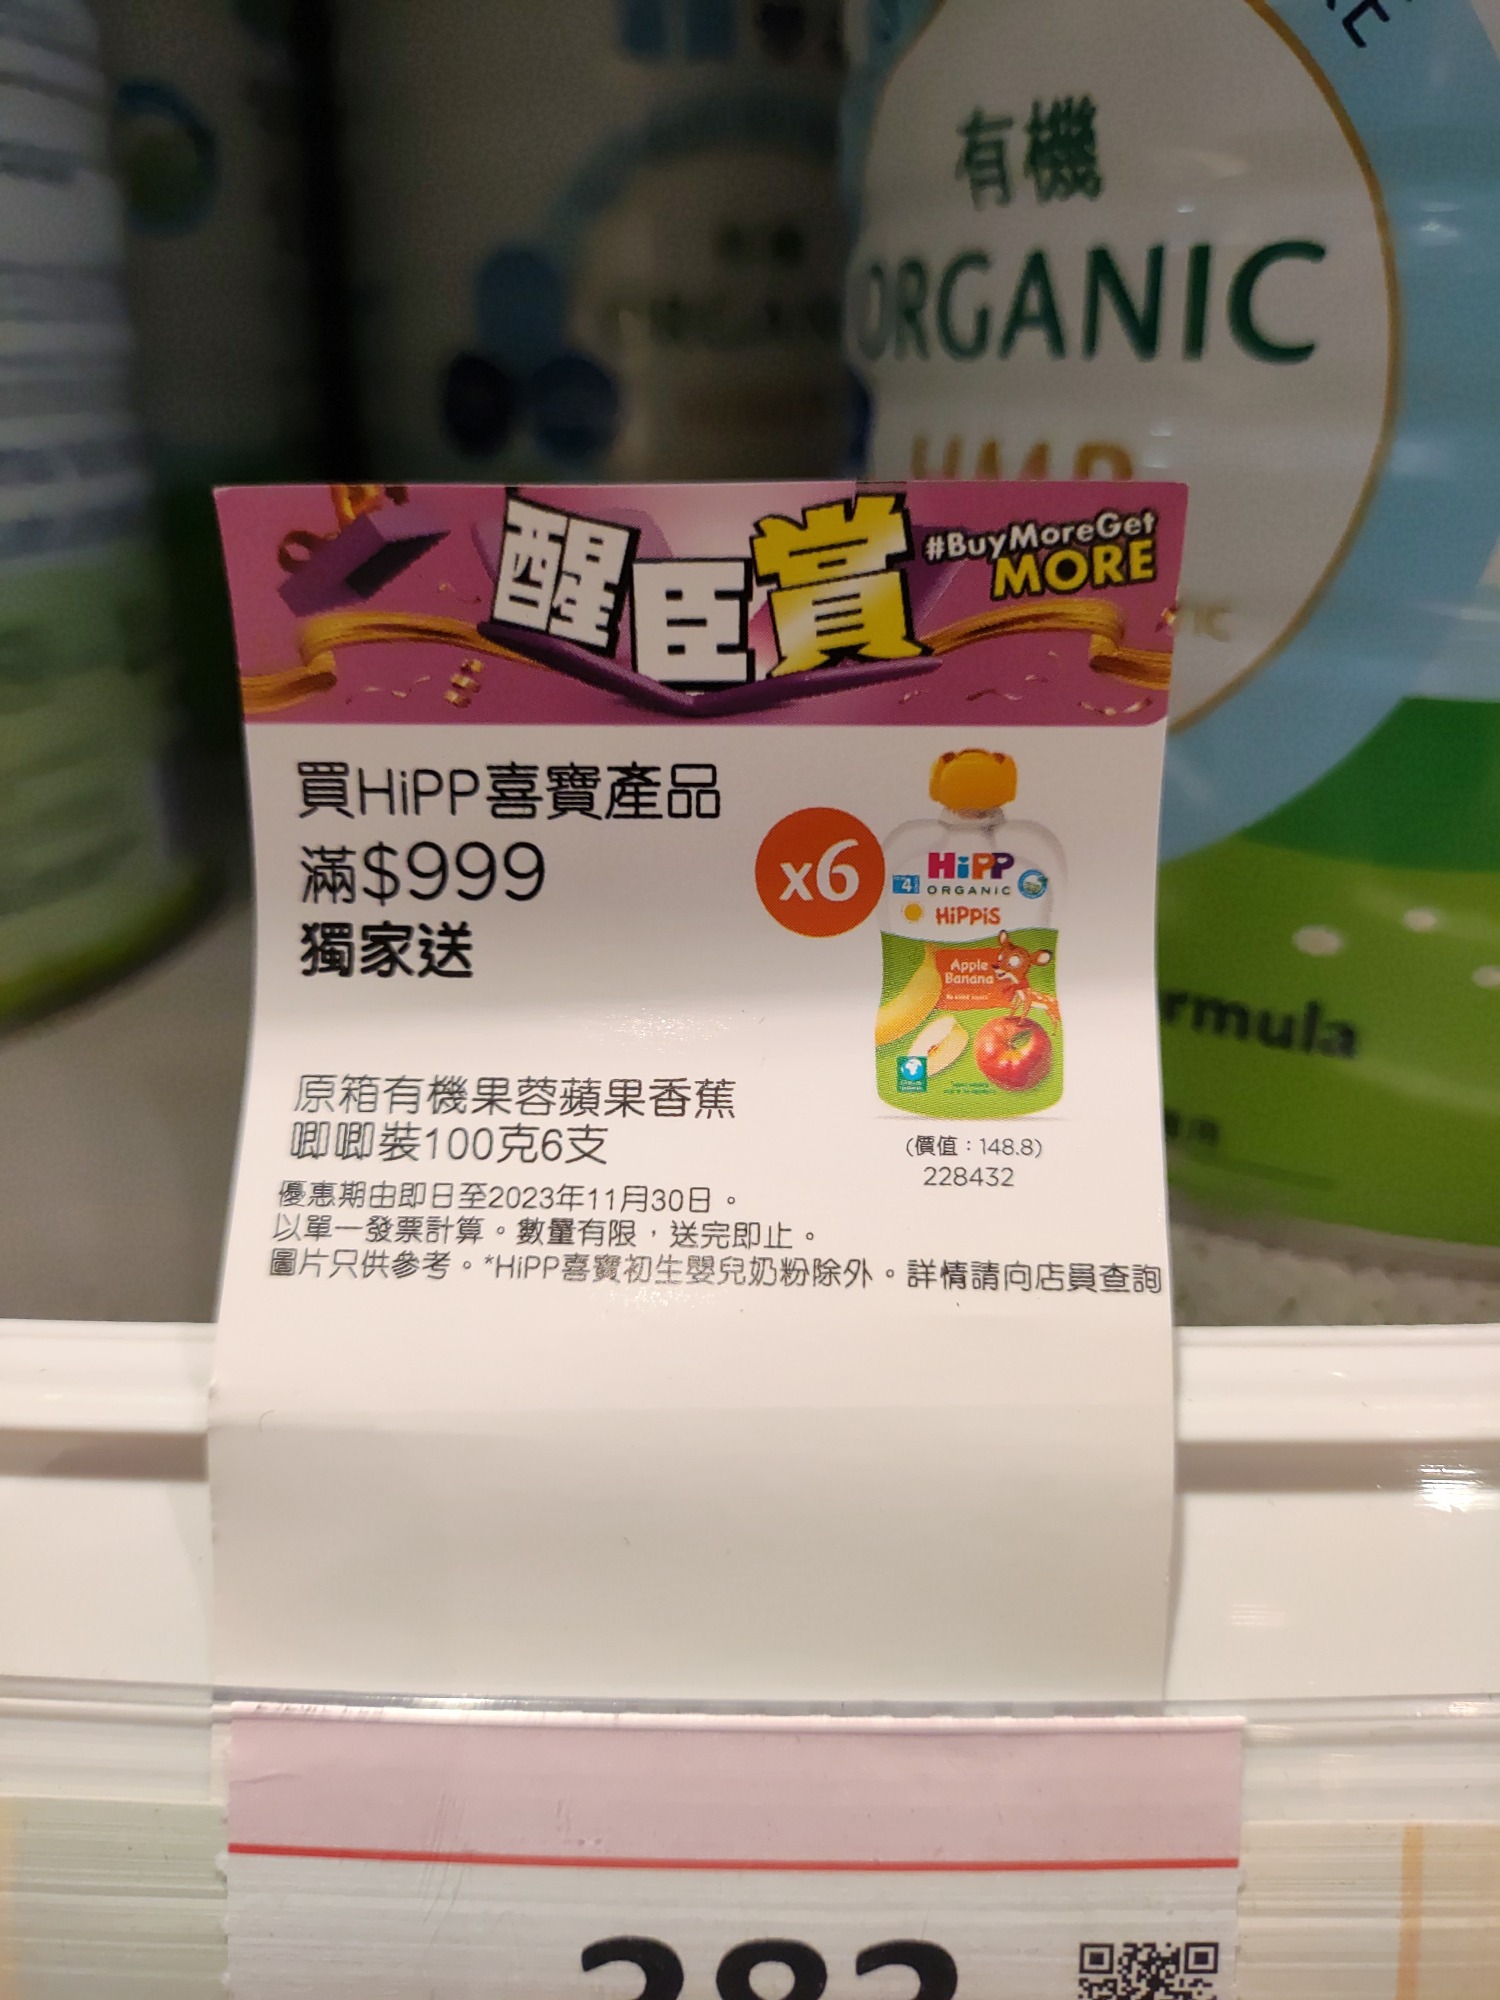 有機
ORGANIC
HMP
醒臣賞
#BuyMoreGet
MORE
買HiPP喜寶產品
滿$999
獨家送
x6
HiPP
ORGANIC
HiPPiS
Apple
Banana
原箱有機果蓉蘋果香蕉
唧唧裝100克6支
(價值：148.8)
228432
優惠期由即日至2023年11月30日。
以單一發票計算。數量有限，送完即止。
圖片只供參考。*HiPP喜寶初生嬰兒奶粉除外。詳情請向店員查詢
rmula